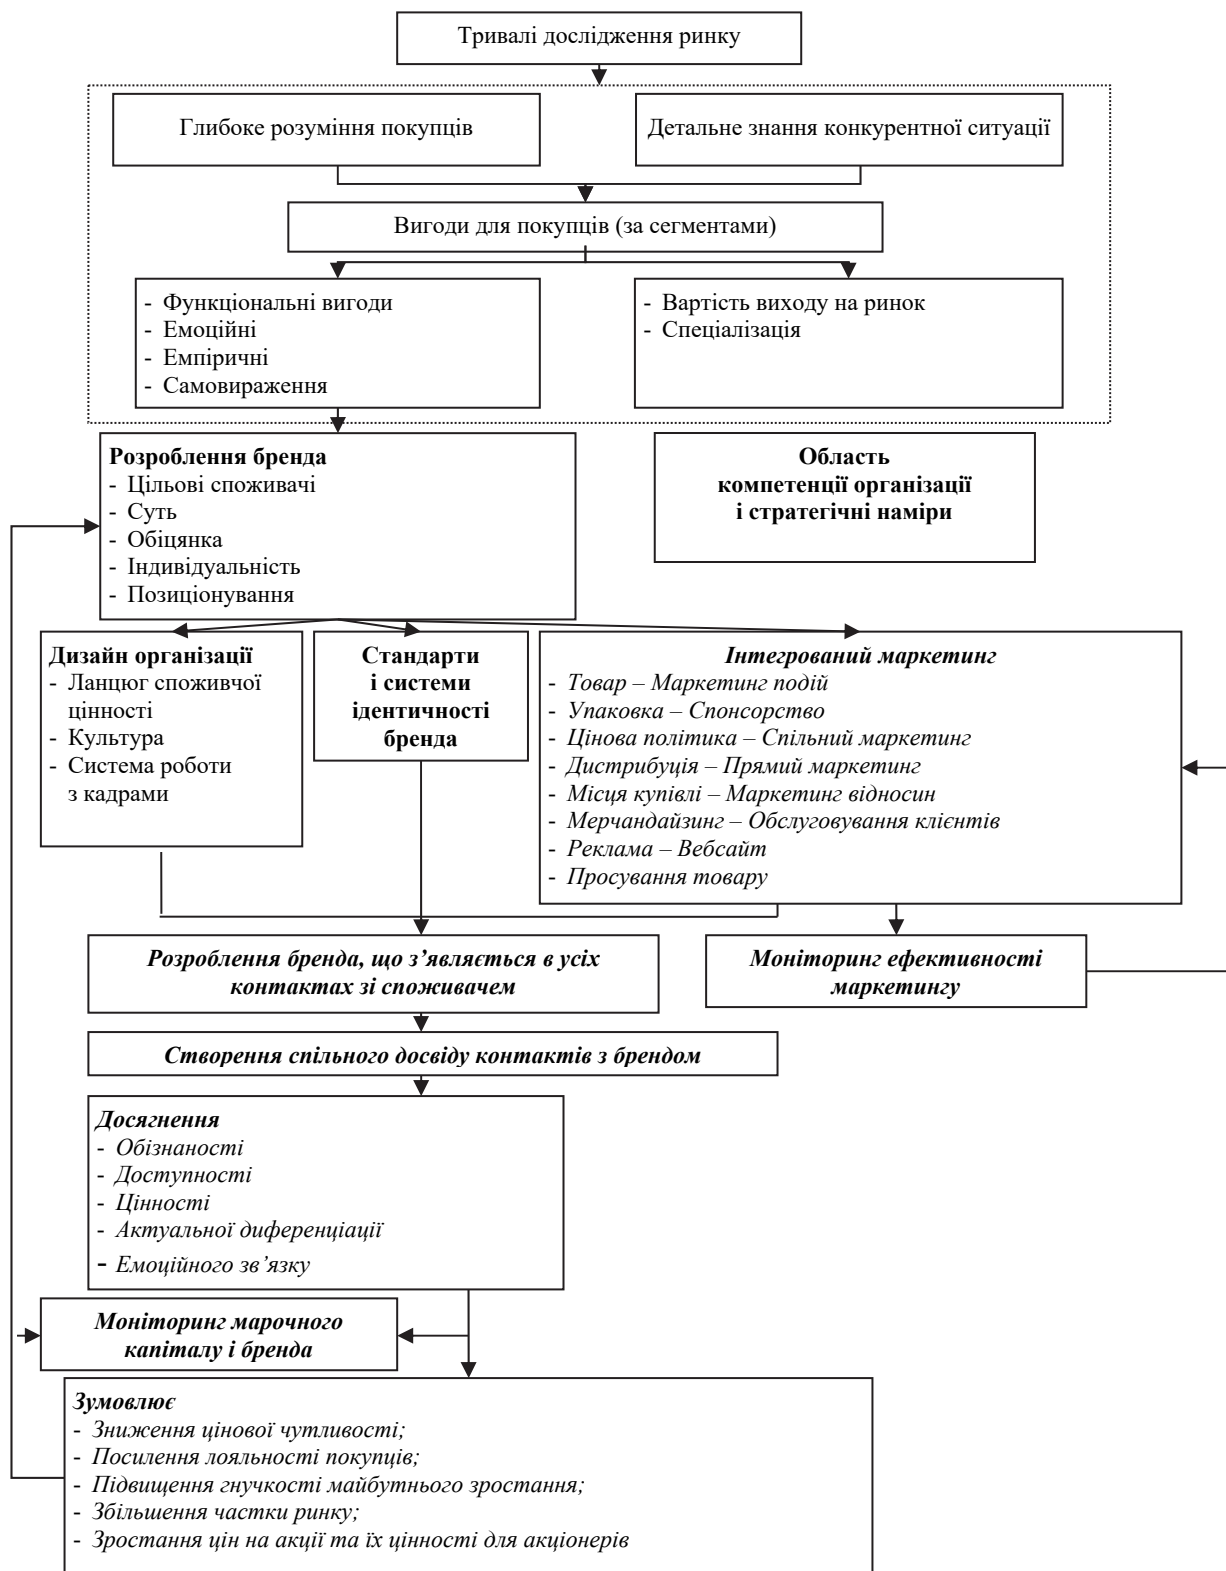 Тривалі дослідження ринку
Глибоке розуміння покупців
Детальне знання конкурентної ситуації
Вигоди для покупців (за сегментами)
- Функціональні вигоди
- Емоційні
- Емпіричні
- Самовираження
- Вартість виходу на ринок
- Спеціалізація
Розроблення бренда
- Цільові споживачі
- Суть
- Обіцянка
- Індивідуальність
- Позиціонування
Область
компетенції організації
і стратегічні наміри
Дизайн організації
- Ланцюг споживчої
цінності
- Культура
- Система роботи
з кадрами
Стандарти
і системи
ідентичності
бренда
Інтегрований маркетинг
- Товар – Маркетинг подій
- Упаковка – Спонсорство
- Цінова політика – Спільний маркетинг
- Дистрибуція – Прямий маркетинг
- Місця купівлі – Маркетинг відносин
- Мерчандайзинг – Обслуговування клієнтів
- Реклама – Вебсайт
- Просування товару
Розроблення бренда, що з’являється в усіх
контактах зі споживачем
Моніторинг ефективності
маркетингу
Створення спільного досвіду контактів з брендом
Досягнення
- Обізнаності
- Доступності
- Цінності
- Актуальної диференціації
- Емоційного зв’язку
Моніторинг марочного
капіталу і бренда
Зумовлює
- Зниження цінової чутливості;
- Посилення лояльності покупців;
- Підвищення гнучкості майбутнього зростання;
- Збільшення частки ринку;
- Зростання цін на акції та їх цінності для акціонерів